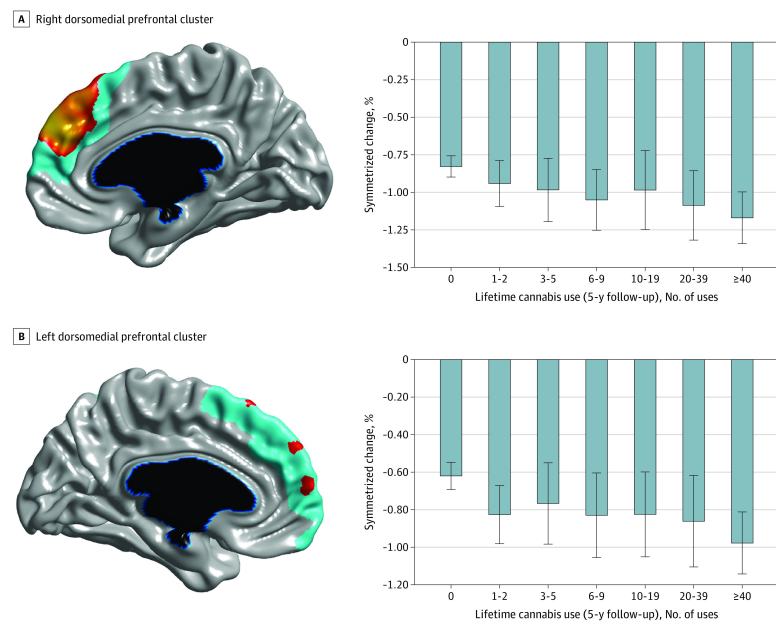 A Right dorsomedial prefrontal cluster
0
-0.25
-0.50
-0.75
-1.00
-1.25
-1.50
Symmetrized change, %
0 1-2 3-5 6-9 10-19 20-39 ≥40
Lifetime cannabis use (5-y follow-up), No. of uses
B Left dorsomedial prefrontal cluster
0
-0.20
-0.40
-0.60
-0.80
-1.00
-1.20
Symmetrized change, %
0 1-2 3-5 6-9 10-19 20-39 ≥40
Lifetime cannabis use (5-y follow-up), No. of uses